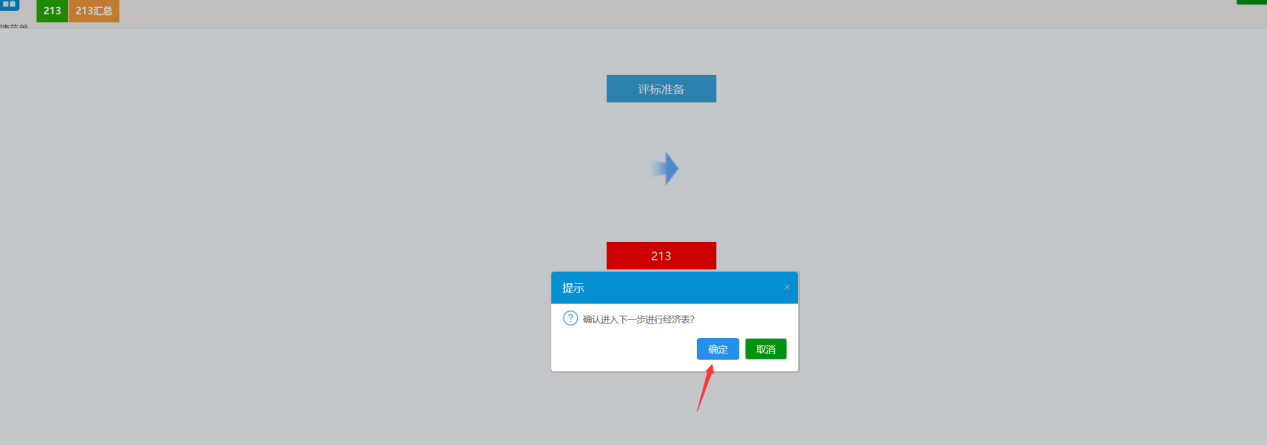 213 213汇总
评标准备
213
提示
确认进入下一步进行经济表?
确定 取消